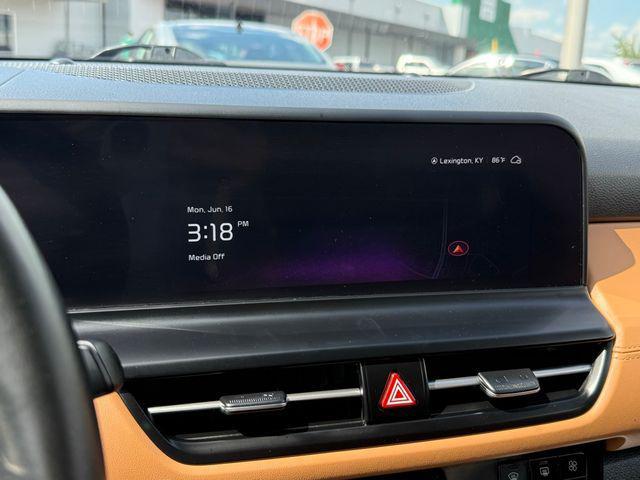 Lexington, KY 86°F
Mon, Jun, 16
3:18 PM
Media Off